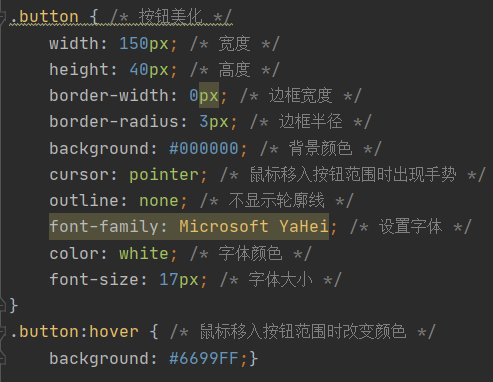 .button { /* 按钮美化 */
width: 150px; /* 宽度 */
height: 40px; /* 高度 */
border-width: 0px; /* 边框宽度 */
border-radius: 3px; /* 边框半径 */
background: #000000; /* 背景颜色 */
cursor: pointer; /* 鼠标移入按钮范围时出现手势 */
outline: none; /* 不显示轮廓线 */
font-family: Microsoft YaHei; /* 设置字体 */
color: white; /* 字体颜色 */
font-size: 17px; /* 字体大小 */
}
.button:hover { /* 鼠标移入按钮范围时改变颜色 */
background: #6699FF;}